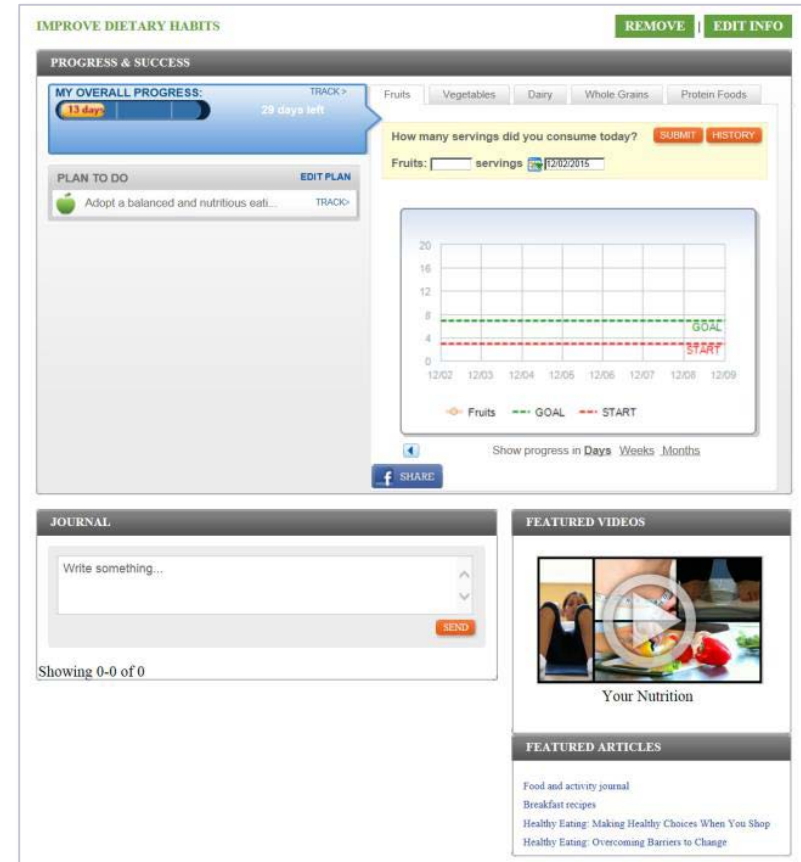 IMPROVE DIETARY HABITS
REMOVE | EDIT INFO
PROGRESS & SUCCESS
MY OVERALL PROGRESS:
TRACK >
13 days
29 days left
PLAN TO DO
EDIT PLAN
Adopt a balanced and nutritious eati...
TRACK>
Fruits
Vegetables
Dairy
Whole Grains
Protein Foods
How many servings did you consume today?
SUBMIT
HISTORY
Fruits:
servings
12/02/2015
20
16
12
8
4
0
GOAL
START
12/02 12/03 12/04 12/05 12/06 12/07 12/08 12/09
Fruits
GOAL
START
Show progress in Days Weeks Months
f SHARE
JOURNAL
Write something...
SEND
Showing 0-0 of 0
FEATURED VIDEOS
Your Nutrition
FEATURED ARTICLES
Food and activity journal
Breakfast recipes
Healthy Eating: Making Healthy Choices When You Shop
Healthy Eating: Overcoming Barriers to Change